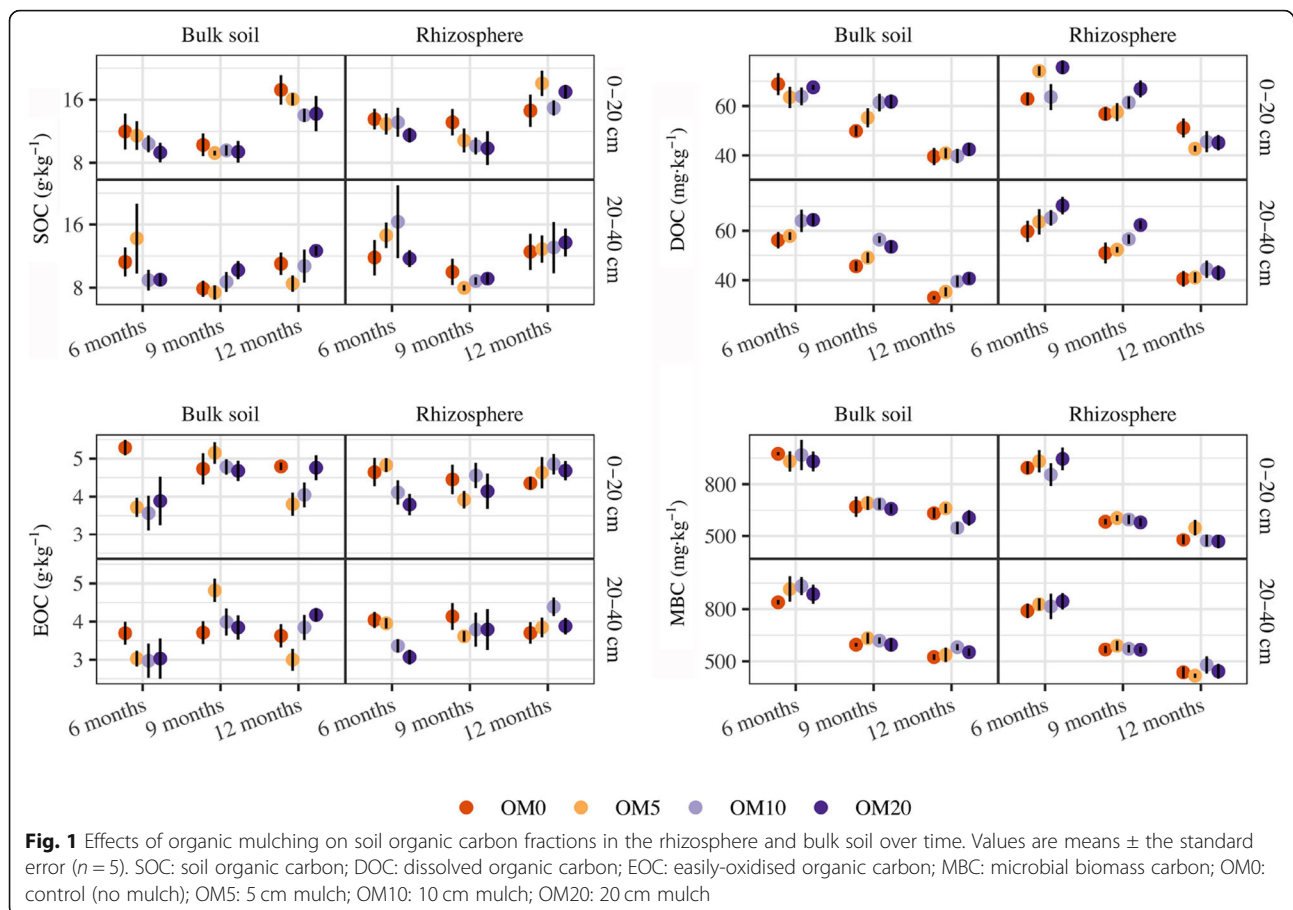 Bulk soil
Rhizosphere
SOC (g·kg⁻¹)
16
8
0–20 cm
16
8
20–40 cm
6 months
9 months
12 months
6 months
9 months
12 months
Bulk soil
Rhizosphere
DOC (mg·kg⁻¹)
60
40
0–20 cm
60
40
20–40 cm
6 months
9 months
12 months
6 months
9 months
12 months
Bulk soil
Rhizosphere
EOC (g·kg⁻¹)
5
4
3
0–20 cm
5
4
3
20–40 cm
6 months
9 months
12 months
6 months
9 months
12 months
Bulk soil
Rhizosphere
MBC (mg·kg⁻¹)
800
500
0–20 cm
800
500
20–40 cm
6 months
9 months
12 months
6 months
9 months
12 months
OM0 OM5 OM10 OM20
Fig. 1 Effects of organic mulching on soil organic carbon fractions in the rhizosphere and bulk soil over time. Values are means ± the standard
error (n = 5). SOC: soil organic carbon; DOC: dissolved organic carbon; EOC: easily-oxidised organic carbon; MBC: microbial biomass carbon; OM0:
control (no mulch); OM5: 5 cm mulch; OM10: 10 cm mulch; OM20: 20 cm mulch